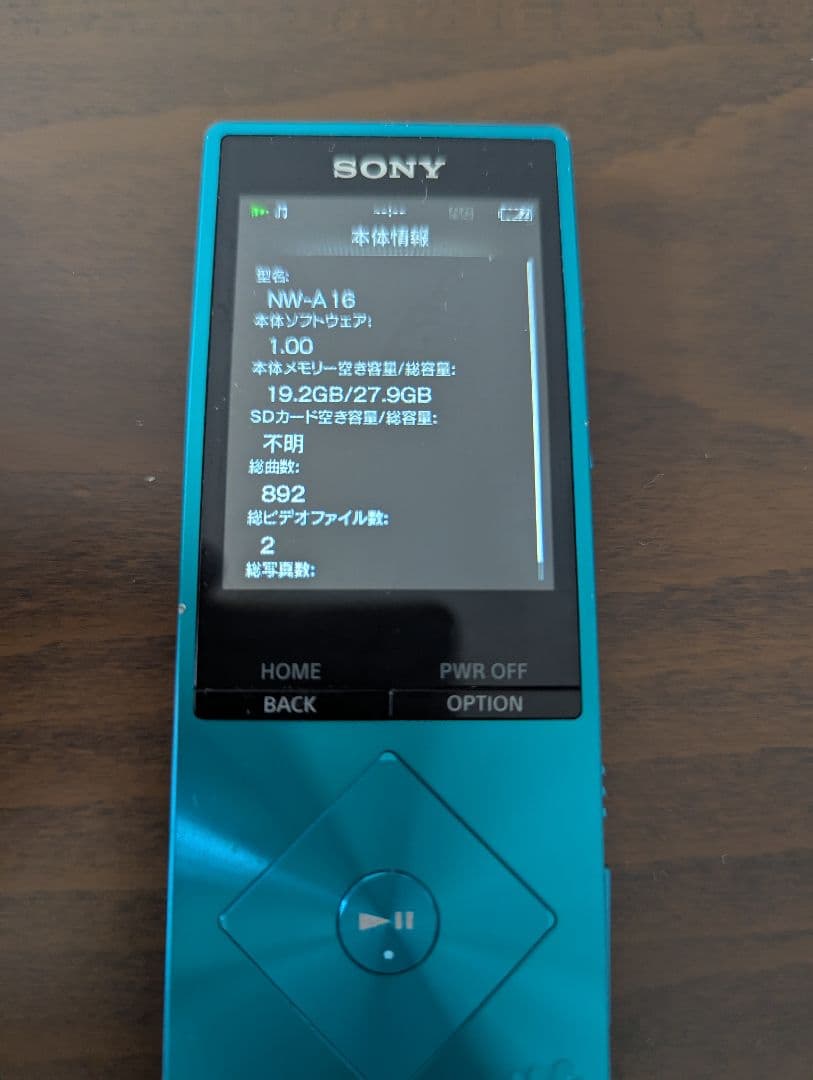 SONY
本体情報
型名:
NW-A16
本体ソフトウェア:
1.00
本体メモリー空き容量/総容量:
19.2GB/27.9GB
SDカード空き容量/総容量:
不明
総曲数:
892
総ビデオファイル数:
2
総写真数:
HOME
PWR OFF
BACK
OPTION